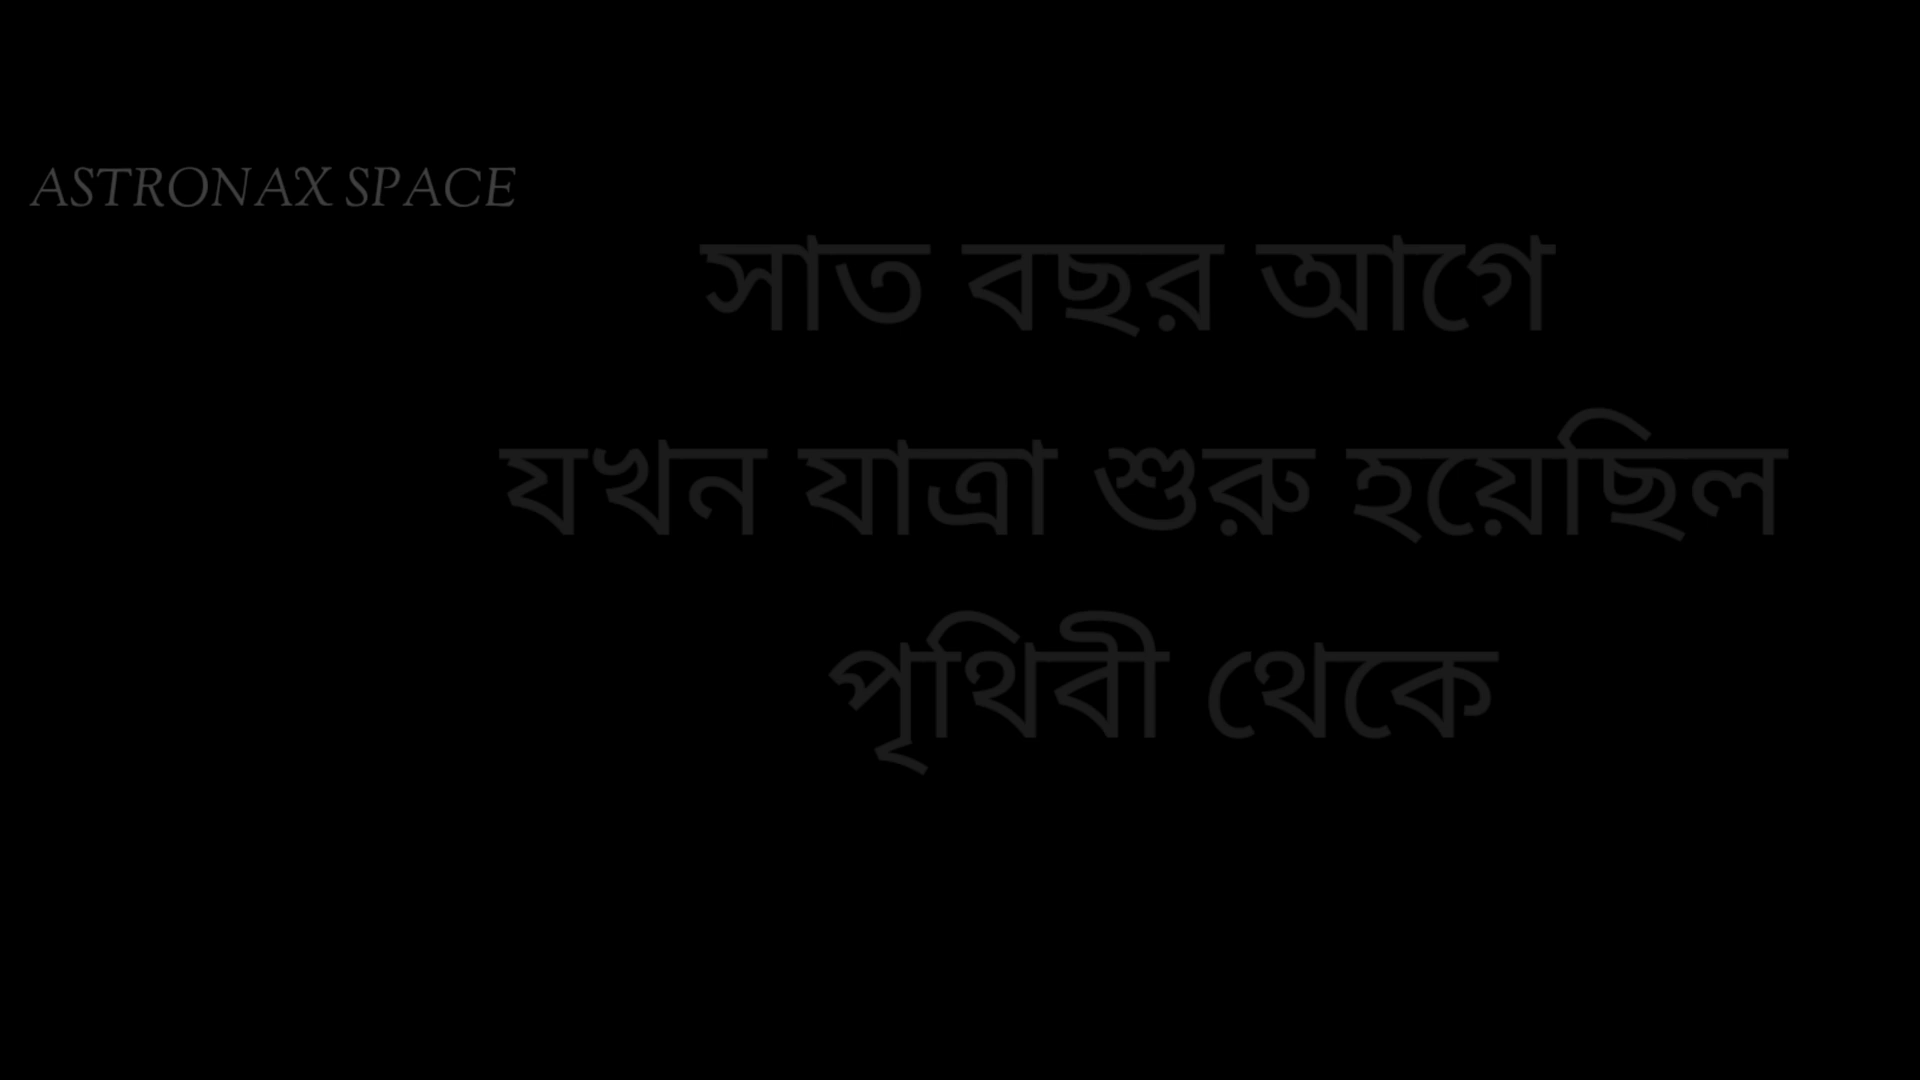 ASTRONAX SPACE
সাত বছর আগে
যখন যাত্রা শুরু হয়েছিল
পৃথিবী থেকে